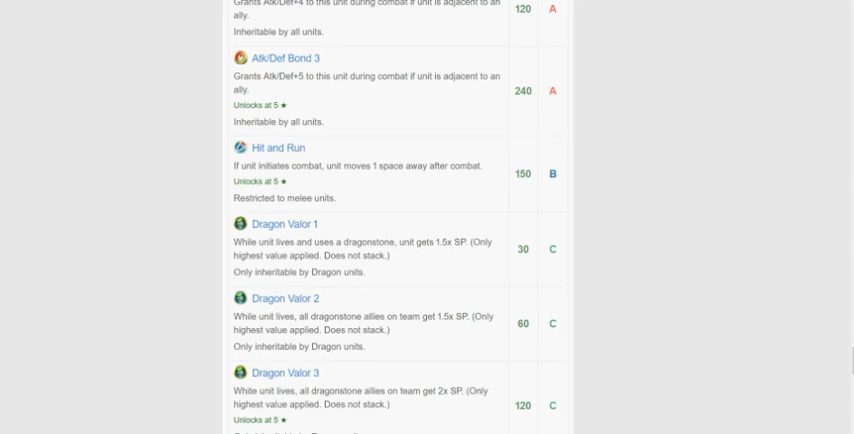 Grants Atk/Def+4 to this unit during combat if unit is adjacent to an
ally.
120 A
Inheritable by all units.
Atk/Def Bond 3
Grants Atk/Def+5 to this unit during combat if unit is adjacent to an
ally.
240 A
Unlocks at 5 ★
Inheritable by all units.
Hit and Run
If unit initiates combat, unit moves 1 space away after combat.
150 B
Unlocks at 5 ★
Restricted to melee units.
Dragon Valor 1
While unit lives and uses a dragonstone, unit gets 1.5x SP. (Only
highest value applied. Does not stack.)
30 C
Only inheritable by Dragon units.
Dragon Valor 2
While unit lives, all dragonstone allies on team get 1.5x SP. (Only
highest value applied. Does not stack.)
60 C
Only inheritable by Dragon units.
Dragon Valor 3
White unit lives, all dragonstone allies on team get 2x SP. (Only
highest value applied. Does not stack.)
120 C
Unlocks at 5 ★